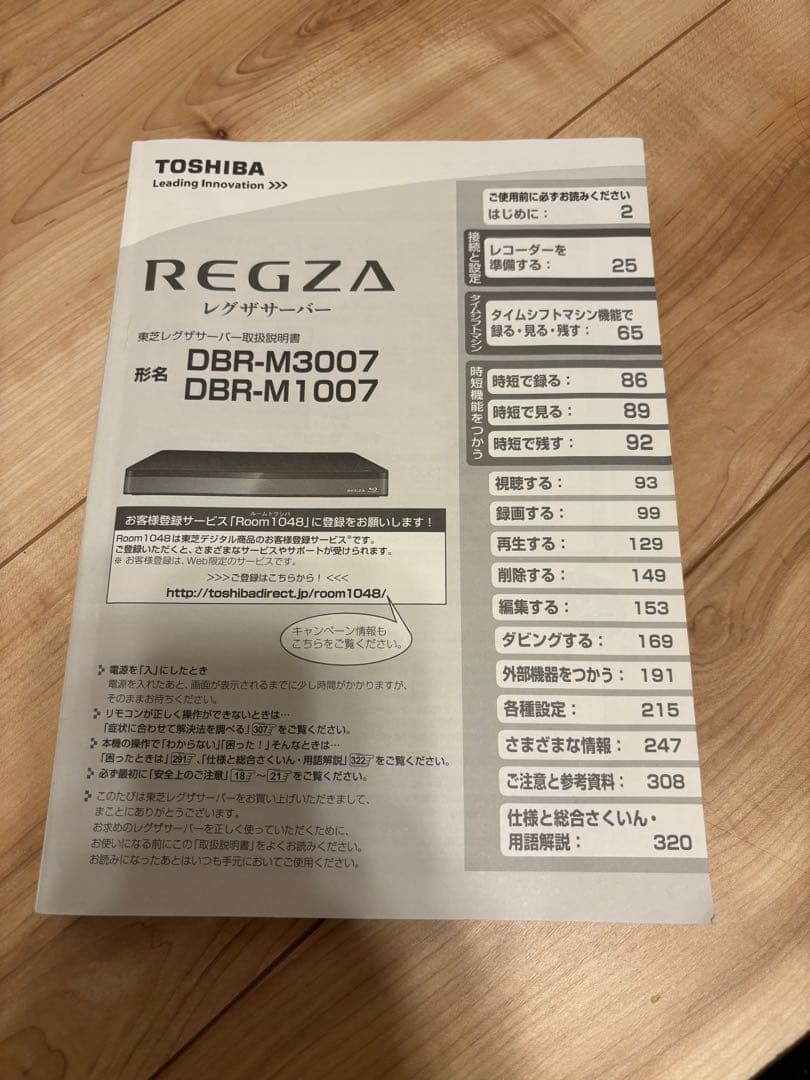 TOSHIBA
Leading Innovation >>>
REGZA
レグザサーバー
東芝レグザサーバー取扱説明書
形名
DBR-M3007
DBR-M1007
REGZA
ルームトウシバ
お客様登録サービス「Room1048」に登録をお願いします！
Room1048は東芝デジタル商品のお客様登録サービス※です。
ご登録いただくと、さまざまなサービスやサポートが受けられます。
※ お客様登録は、Web限定のサービスです。
>>>ご登録はこちらから！<<<
http://toshibadirect.jp/room1048/
キャンペーン情報も
こちらをご覧ください。
電源を「入」にしたとき
電源を入れたあと、画面が表示されるまでに少し時間がかかりますが、
そのままお待ちください。
リモコンが正しく操作ができないときは…
「症状に合わせて解決法を調べる」307をご覧ください。
本機の操作で「わからない」「困った！」そんなときは…
「困ったときは」291、「仕様と総合さくいん・用語解説」322をご覧ください。
必ず最初に「安全上のご注意」18～21をご覧ください。
このたびは東芝レグザサーバーをお買い上げいただきまして、
まことにありがとうございます。
お求めのレグザサーバーを正しく使っていただくために、
お使いになる前にこの「取扱説明書」をよくお読みください。
お読みになったあとはいつも手元においてご使用ください。
ご使用前に必ずお読みください
はじめに： 2
接続と設定
レコーダーを
準備する： 25
タイムシフトマシン
タイムシフトマシン機能で
録る・見る・残す： 65
時短機能をつかう
時短で録る： 86
時短で見る： 89
時短で残す： 92
視聴する： 93
録画する： 99
再生する： 129
削除する： 149
編集する： 153
ダビングする： 169
外部機器をつかう： 191
各種設定： 215
さまざまな情報： 247
ご注意と参考資料： 308
仕様と総合さくいん・
用語解説： 320